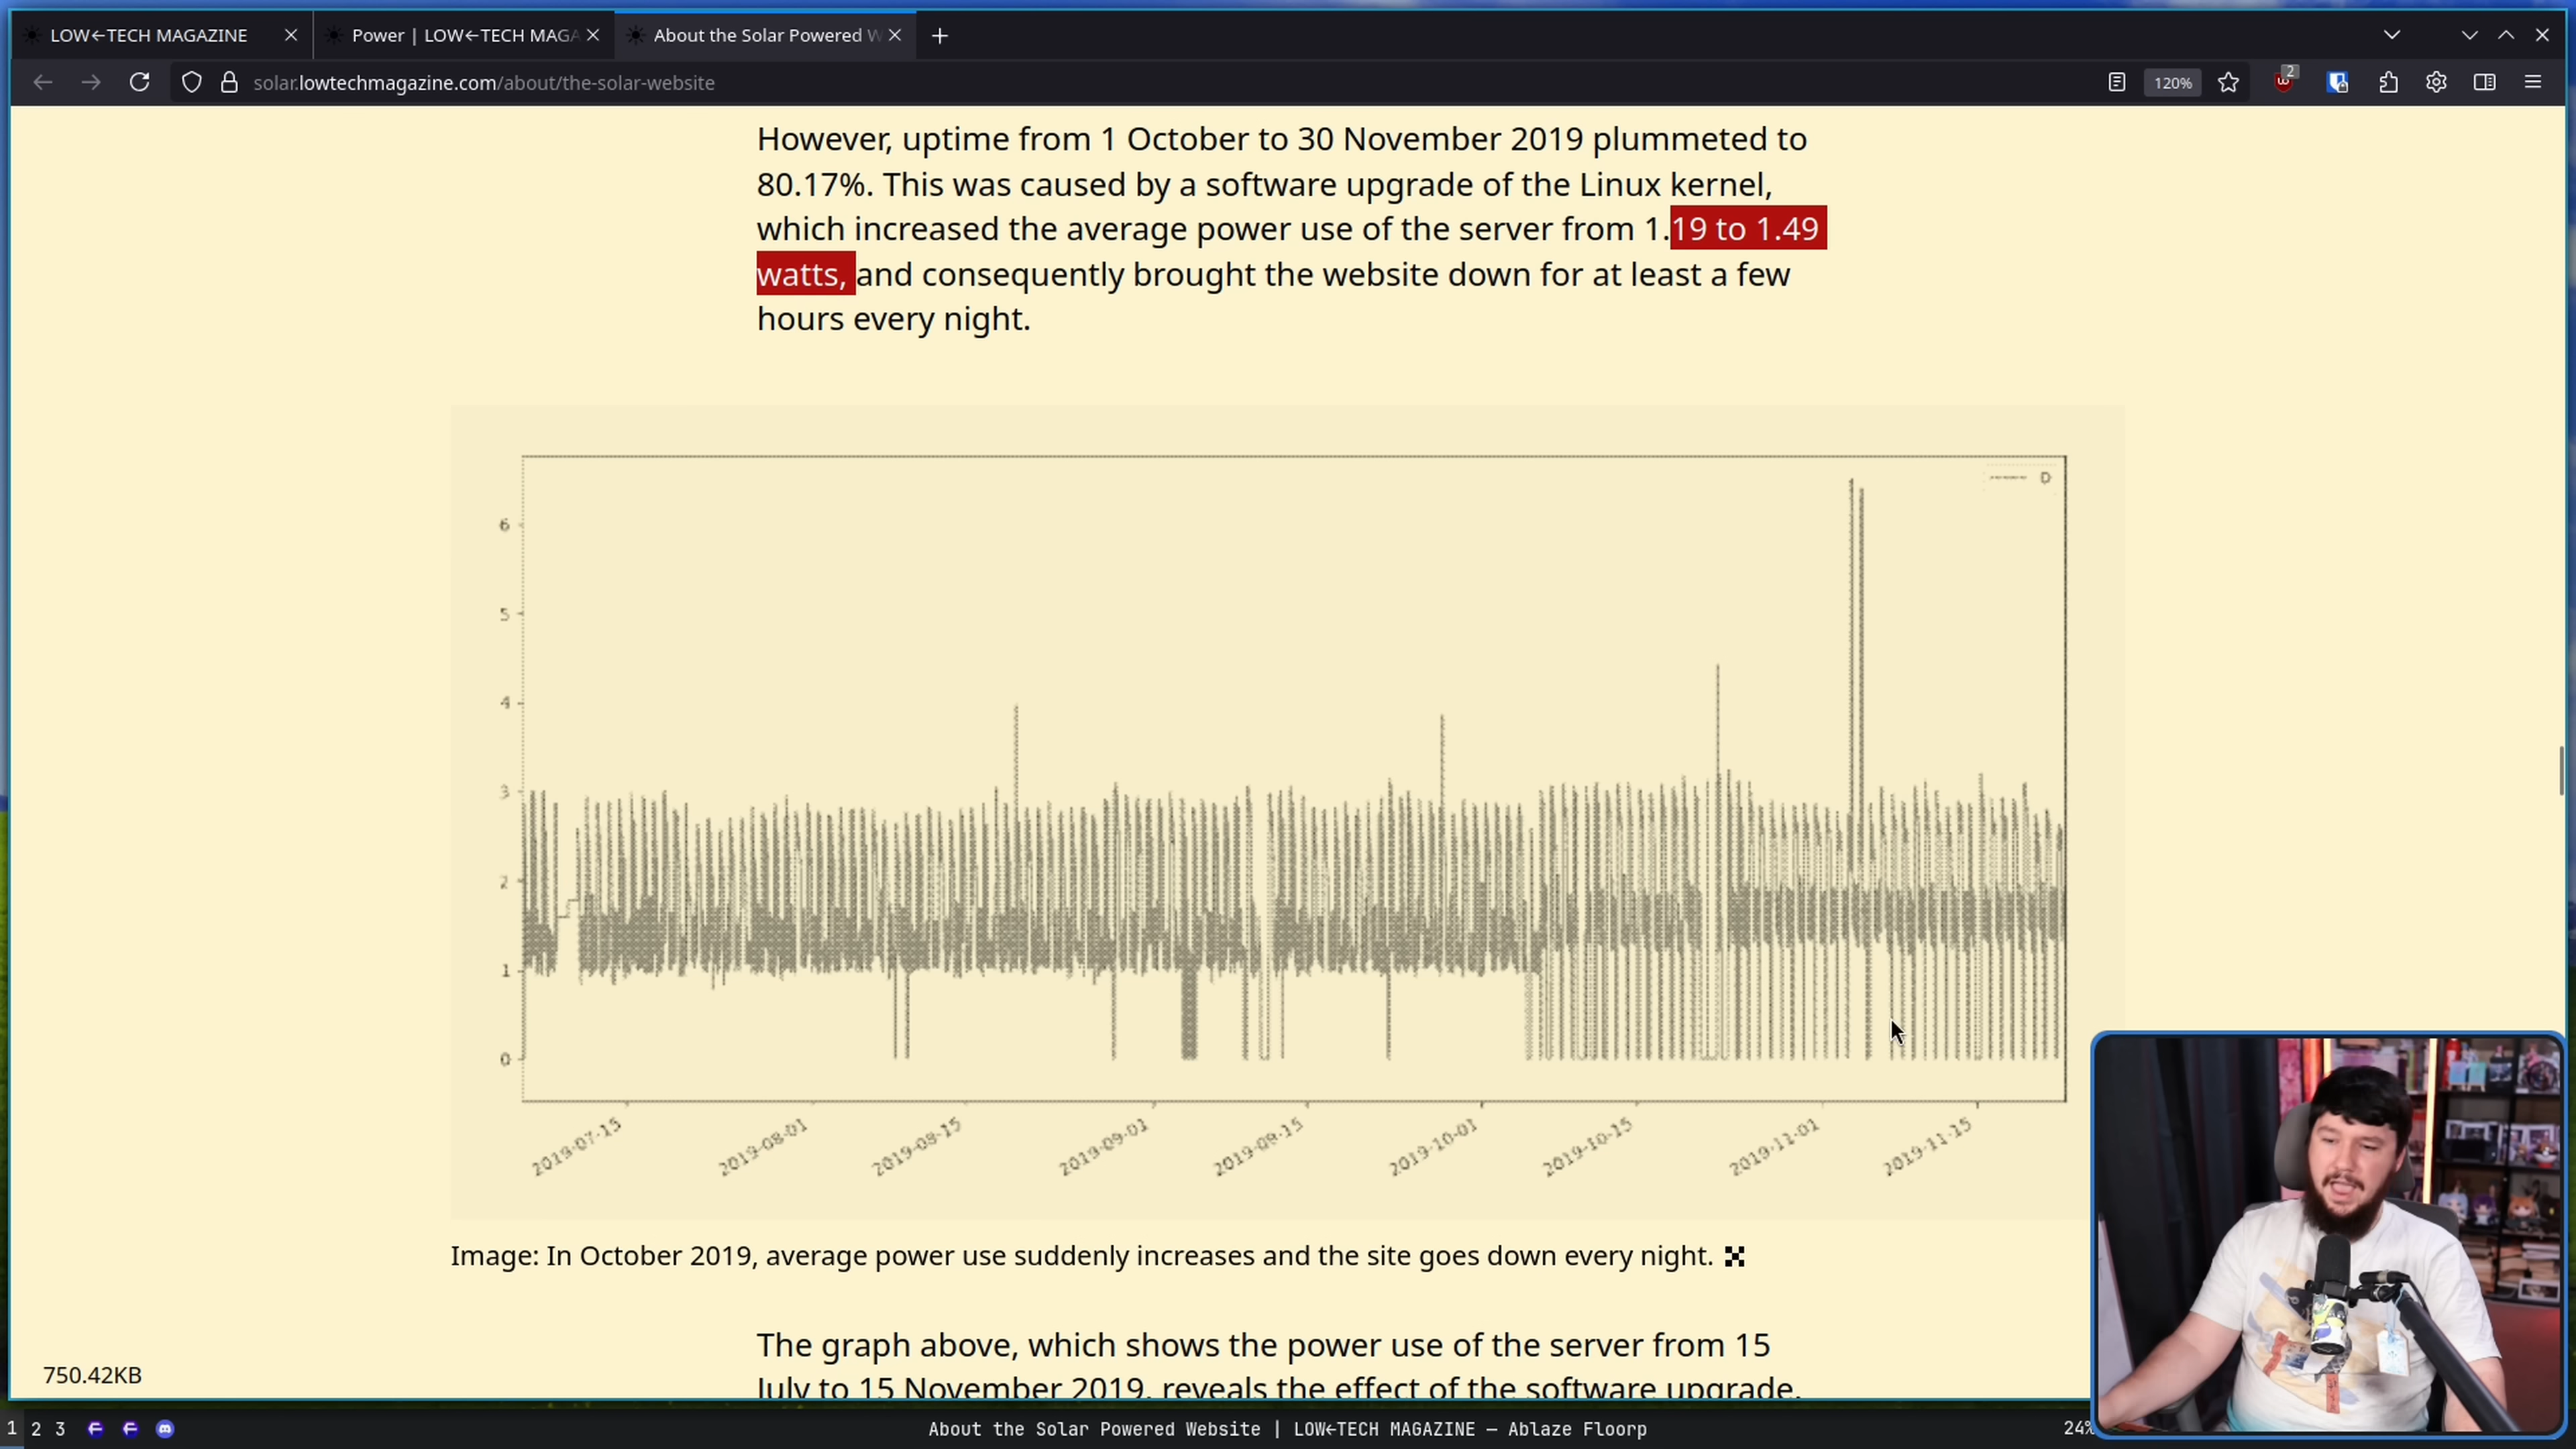 LOW←TECH MAGAZINE
Power | LOW←TECH MAGA
About the Solar Powered W
solar.lowtechmagazine.com/about/the-solar-website
120%
2
However, uptime from 1 October to 30 November 2019 plummeted to
80.17%. This was caused by a software upgrade of the Linux kernel,
which increased the average power use of the server from 1.19 to 1.49
watts, and consequently brought the website down for at least a few
hours every night.
D
6
5
4
3
2
1
0
2019-07-15
2019-08-01
2019-08-15
2019-09-01
2019-09-15
2019-10-01
2019-10-15
2019-11-01
2019-11-15
Image: In October 2019, average power use suddenly increases and the site goes down every night.
The graph above, which shows the power use of the server from 15
July to 15 November 2019, reveals the effect of the software upgrade.
750.42KB
1 2 3
About the Solar Powered Website | LOW←TECH MAGAZINE — Ablaze Floorp
24%